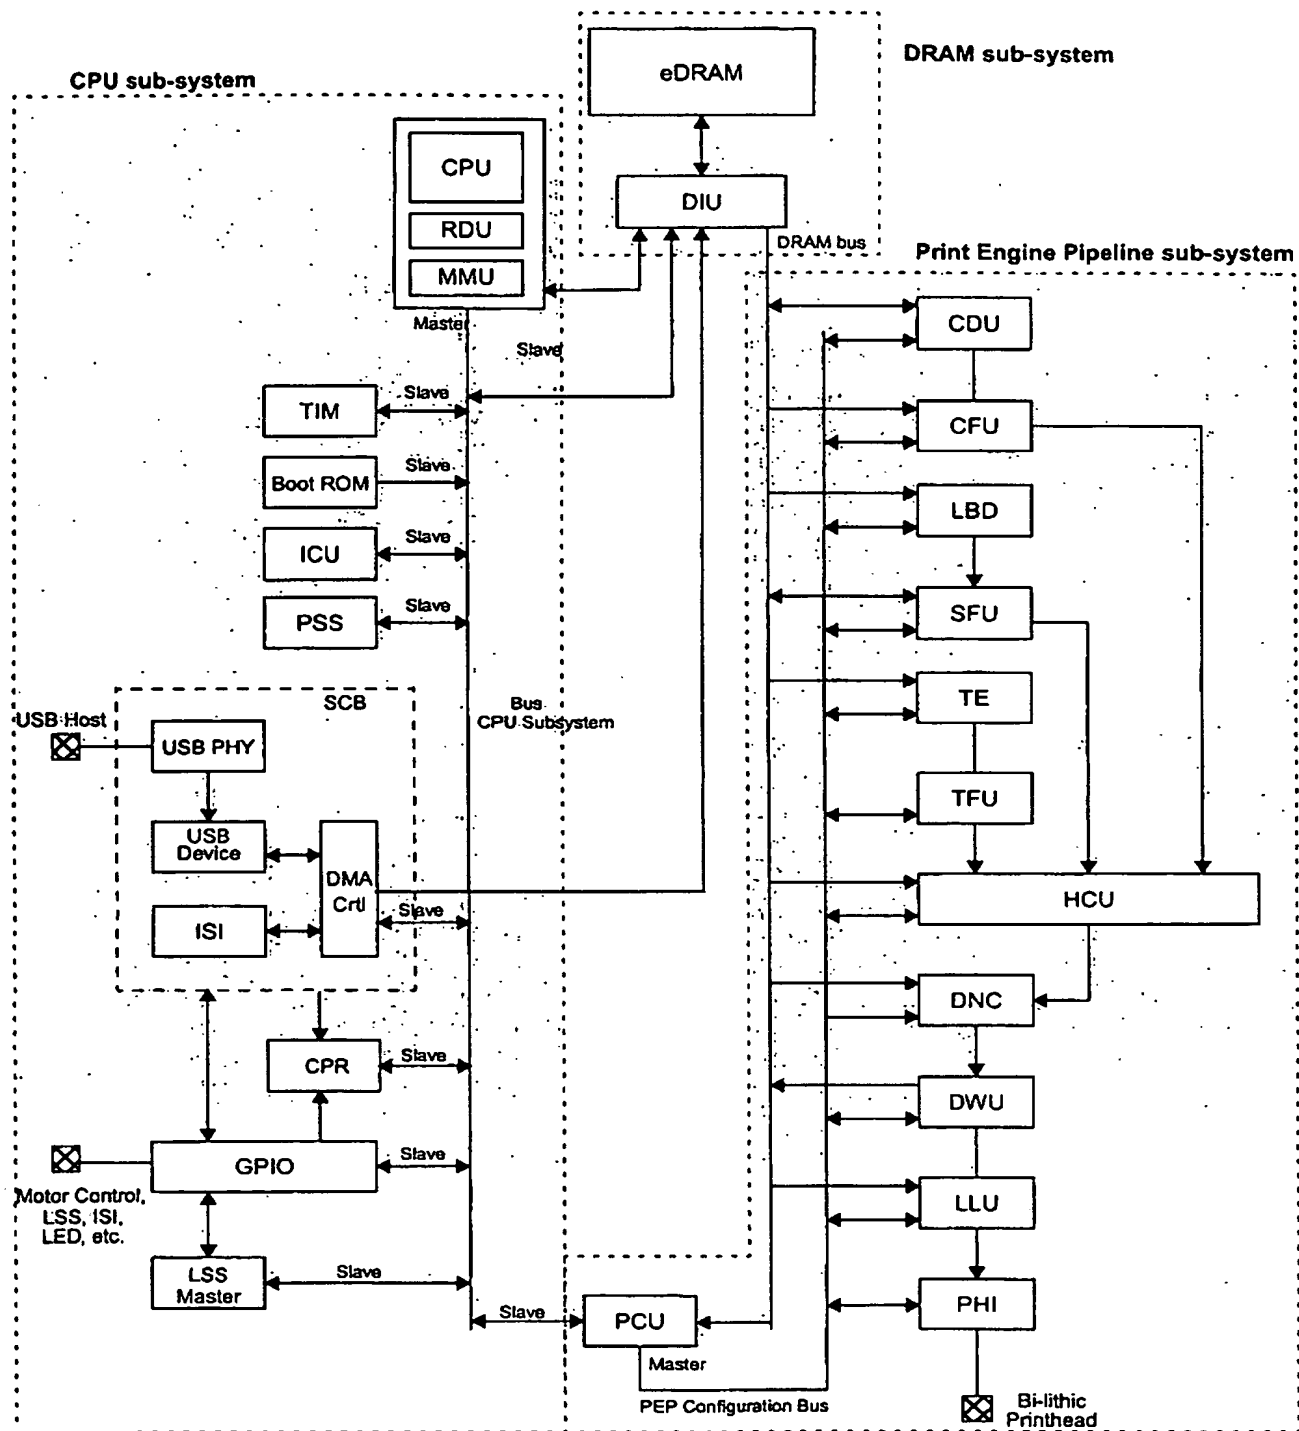 DRAM sub-system
CPU sub-system
eDRAM
CPU
RDU
MMU
DIU
DRAM bus
Print Engine Pipeline sub-system
Master
Slave
CDU
TIM
Slave
CFU
Boot ROM
Slave
LBD
ICU
Slave
PSS
Slave
SFU
SCB
Bus
CPU Subsystem
TE
USB Host
USB PHY
TFU
USB
Device
DMA
Crtl
Slave
HCU
ISI
DNC
CPR
Slave
DWU
GPIO
Slave
Motor Control,
LSS, ISI,
LED, etc.
LLU
LSS
Master
Slave
PHI
Slave
PCU
Master
PEP Configuration Bus
Bi-lithic
Printhead